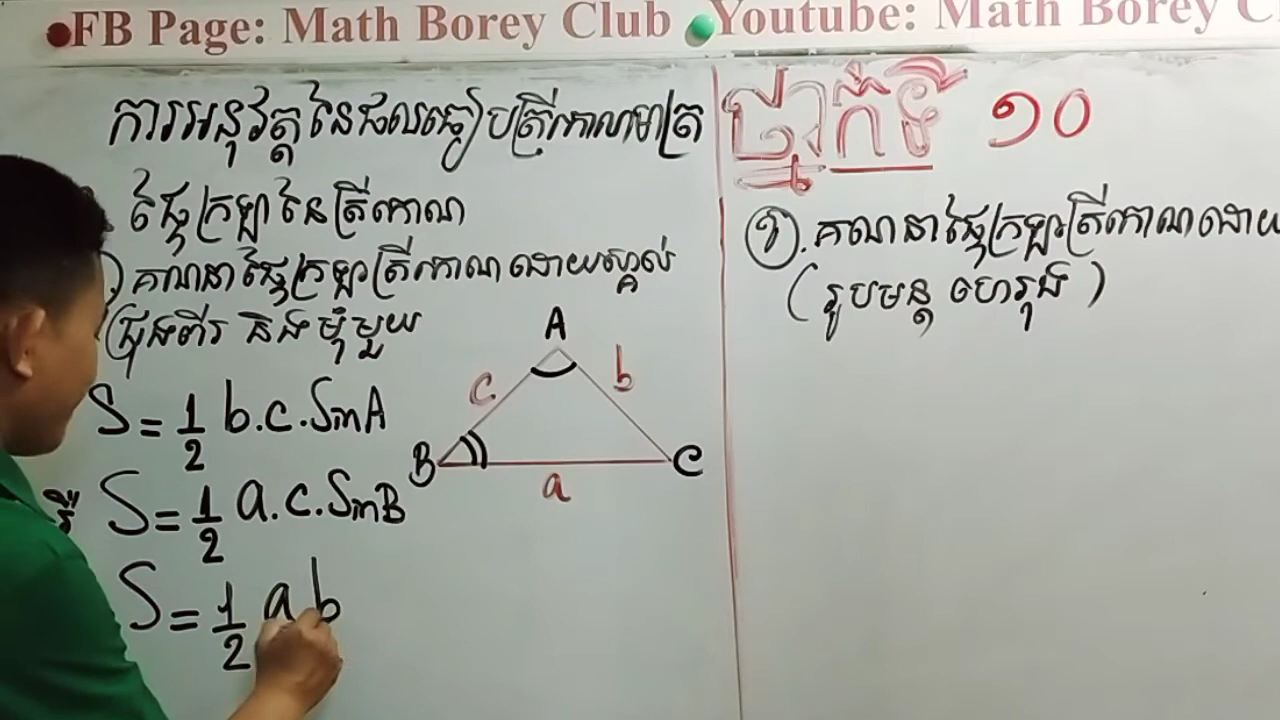 FB Page: Math Borey Club Youtube: Math Borey C
ការអនុវត្តនៃផលធៀបត្រីកោណមាត្រ
ផ្ទៃក្រឡានៃត្រីកោណ
) គណនាផ្ទៃក្រឡាត្រីកោណដោយស្គាល់
ជ្រុងពីរ និងមុំមួយ
S = 1/2 b.c.SinA
ឬ S = 1/2 a.c.SinB
S = 1/2 a b
A
c
b
B
C
a
ថ្នាក់ទី ១០
២. គណនាផ្ទៃក្រឡាត្រីកោណដោយ
( រូបមន្ត ហេរុង )